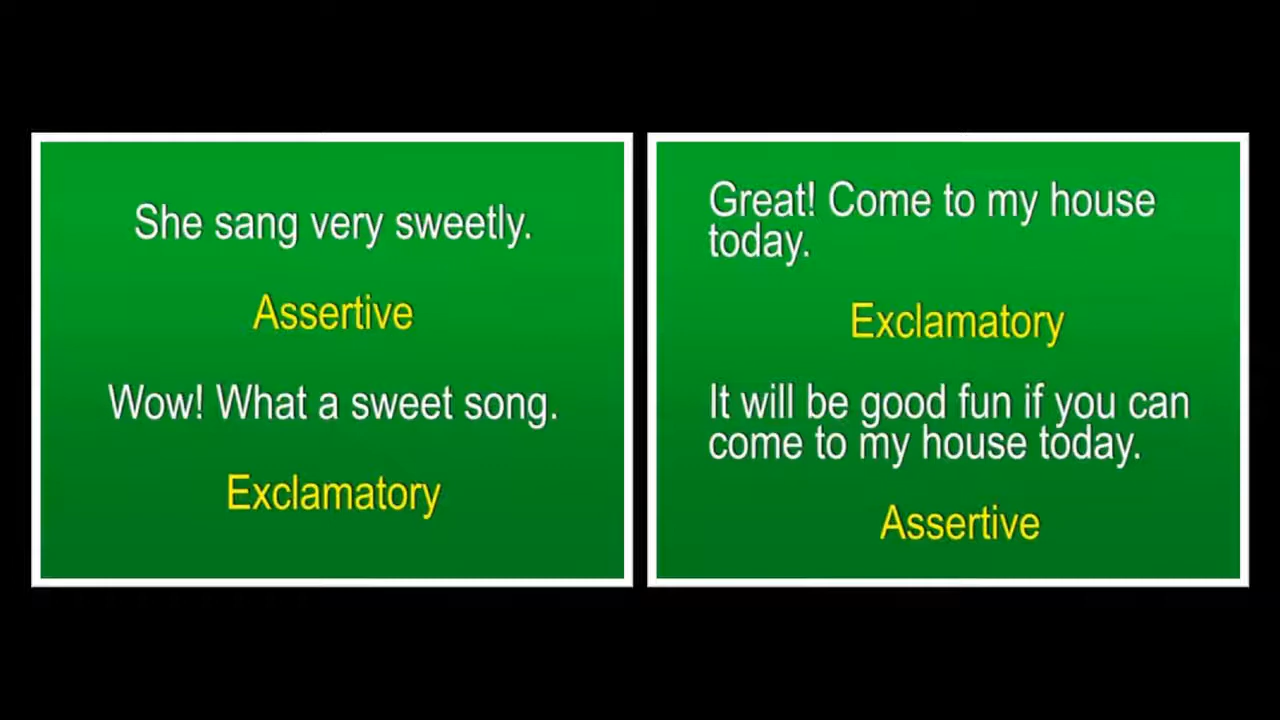 She sang very sweetly.
Assertive
Wow! What a sweet song.
Exclamatory
Great! Come to my house
today.
Exclamatory
It will be good fun if you can
come to my house today.
Assertive